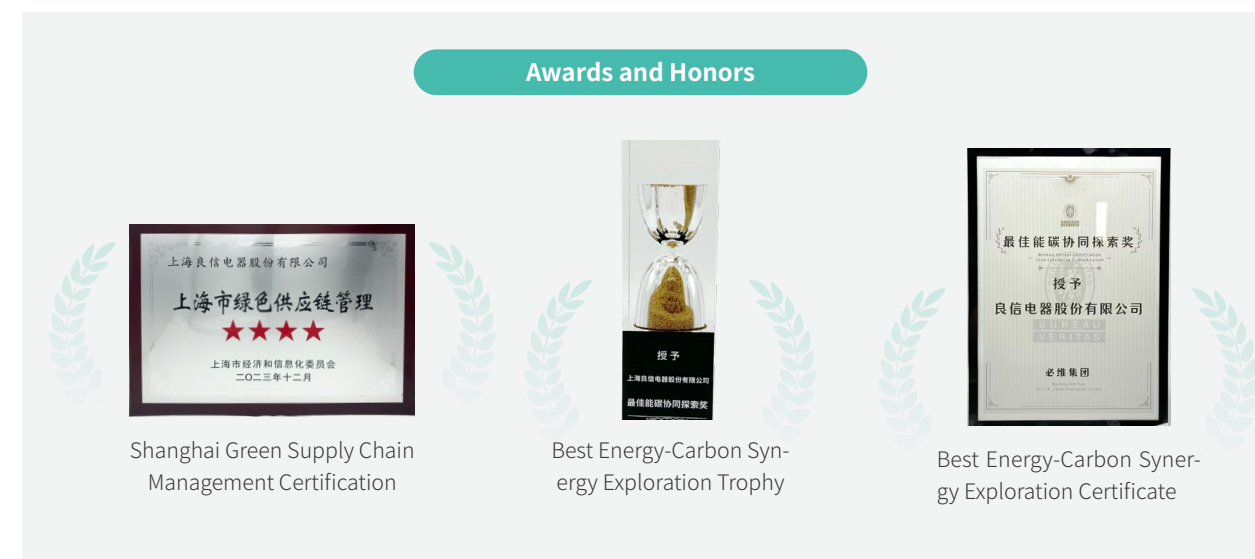 Awards and Honors
上海良信电器股份有限公司
上海市绿色供应链管理
★★★★
上海市经济和信息化委员会
二〇二三年十二月
Shanghai Green Supply Chain
Management Certification
授予
上海良信电器股份有限公司
最佳能碳协同探索奖
Best Energy-Carbon Syn-
ergy Exploration Trophy
最佳能碳协同探索奖
Bureau Veritas Certification
授予
良信电器股份有限公司
BUREAU
VERITAS
必维集团
Bureau Veritas
Best Energy-Carbon Syner-
gy Exploration Certificate